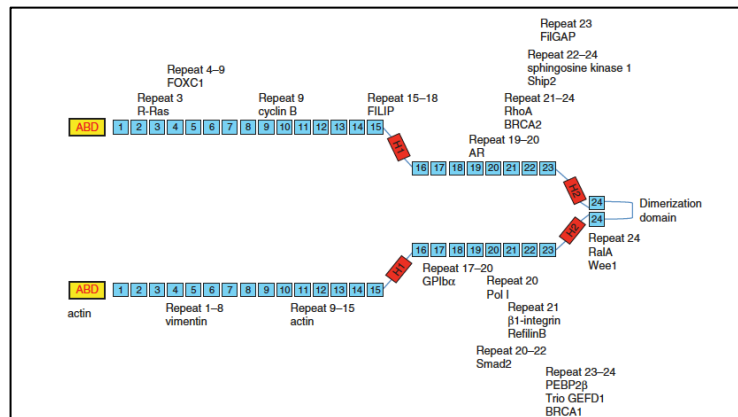 Repeat 23
FilGAP
Repeat 22–24
sphingosine kinase 1
Ship2
Repeat 4–9
FOXC1
Repeat 3
R-Ras
Repeat 9
cyclin B
Repeat 15–18
FILIP
Repeat 21–24
RhoA
BRCA2
Repeat 19–20
AR
ABD 1 2 3 4 5 6 7 8 9 10 11 12 13 14 15
H1
16 17 18 19 20 21 22 23
H2
24
Dimerization
domain
24
H2
16 17 18 19 20 21 22 23
H1
ABD 1 2 3 4 5 6 7 8 9 10 11 12 13 14 15
actin
Repeat 1–8
vimentin
Repeat 9–15
actin
Repeat 17–20
GPIbα
Repeat 24
RalA
Wee1
Repeat 20
Pol I
Repeat 21
β1-integrin
RefilinB
Repeat 20–22
Smad2
Repeat 23–24
PEBP2β
Trio GEFD1
BRCA1